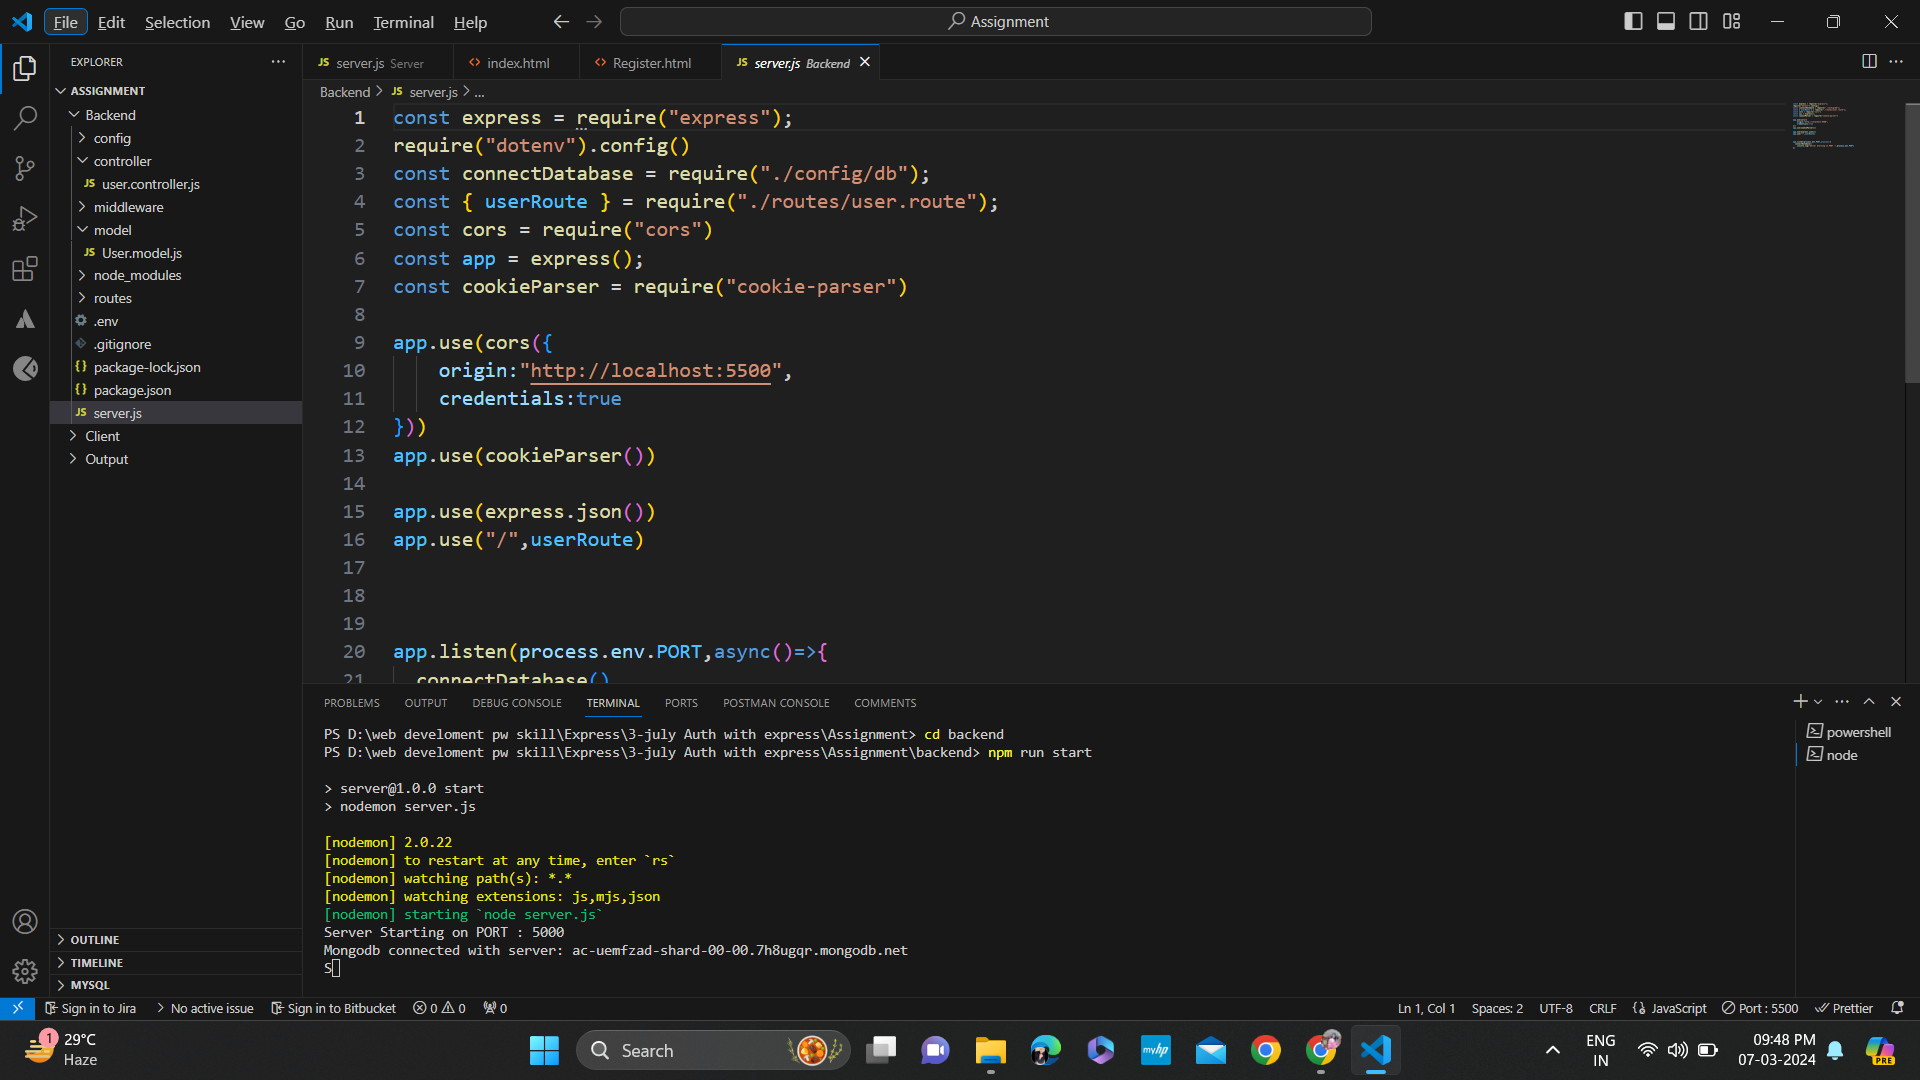 File Edit Selection View Go Run Terminal Help
Assignment
EXPLORER
ASSIGNMENT
Backend
config
controller
JS user.controller.js
middleware
model
JS User.model.js
node_modules
routes
.env
.gitignore
{} package-lock.json
{} package.json
JS server.js
Client
Output
OUTLINE
TIMELINE
MYSQL
JS server.js Server
<> index.html
<> Register.html
JS server.js Backend
Backend > JS server.js > ...
1 const express = require("express");
2 require("dotenv").config()
3 const connectDatabase = require("./config/db");
4 const { userRoute } = require("./routes/user.route");
5 const cors = require("cors")
6 const app = express();
7 const cookieParser = require("cookie-parser")
8
9 app.use(cors({
10 origin:"http://localhost:5500",
11 credentials:true
12 }))
13 app.use(cookieParser())
14
15 app.use(express.json())
16 app.use("/",userRoute)
17
18
19
20 app.listen(process.env.PORT,async()=>{
21 connectDatabase()
PROBLEMS OUTPUT DEBUG CONSOLE TERMINAL PORTS POSTMAN CONSOLE COMMENTS
PS D:\web develoment pw skill\Express\3-july Auth with express\Assignment> cd backend
PS D:\web develoment pw skill\Express\3-july Auth with express\Assignment\backend> npm run start
> server@1.0.0 start
> nodemon server.js
[nodemon] 2.0.22
[nodemon] to restart at any time, enter `rs`
[nodemon] watching path(s): *.*
[nodemon] watching extensions: js,mjs,json
[nodemon] starting `node server.js`
Server Starting on PORT : 5000
Mongodb connected with server: ac-uemfzad-shard-00-00.7h8ugqr.mongodb.net
S
powershell
node
Sign in to Jira
No active issue
Sign in to Bitbucket
0 0
0
Ln 1, Col 1
Spaces: 2
UTF-8
CRLF
{} JavaScript
Port : 5500
Prettier
1
29°C
Haze
Search
myhp
ENG
IN
09:48 PM
07-03-2024
PRE